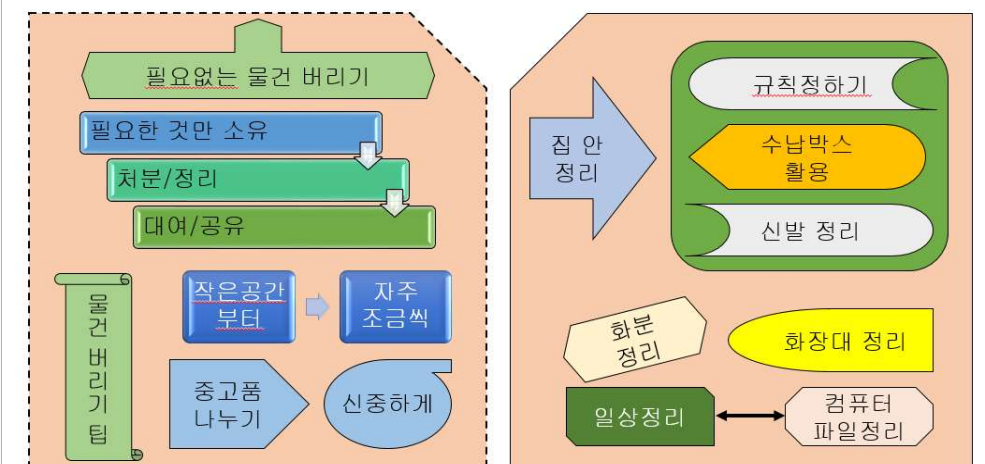 필요없는 물건 버리기
필요한 것만 소유
처분/정리
대여/공유
물건 버리기 팁
작은공간
부터
자주
조금씩
중고품
나누기
신중하게
집 안
정리
규칙정하기
수납박스
활용
신발 정리
화분
정리
화장대 정리
일상정리
컴퓨터
파일정리